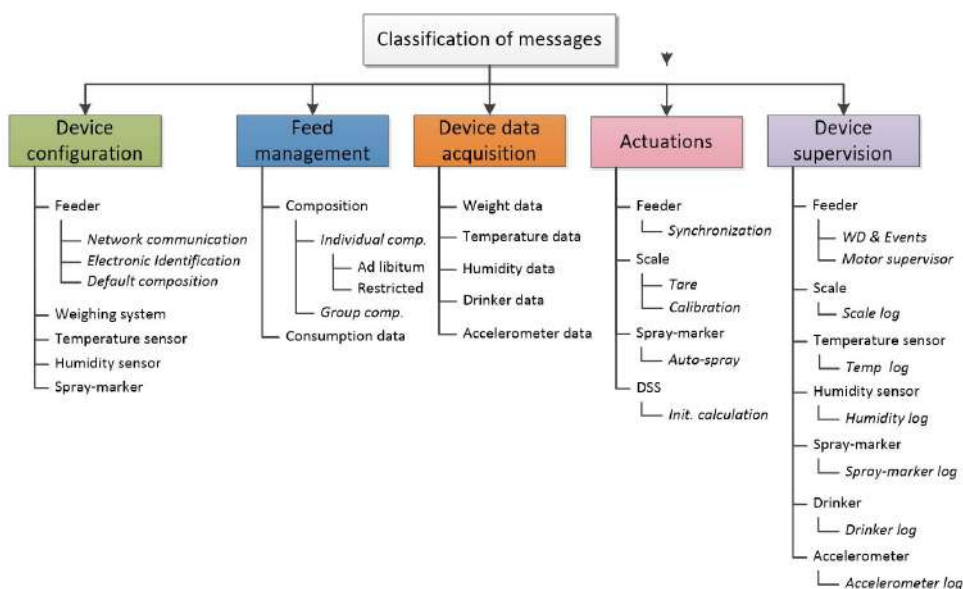 Classification of messages
Device
configuration
Feeder
Network communication
Electronic Identification
Default composition
Weighing system
Temperature sensor
Humidity sensor
Spray-marker
Feed
management
Composition
Individual comp.
Ad libitum
Restricted
Group comp.
Consumption data
Device data
acquisition
Weight data
Temperature data
Humidity data
Drinker data
Accelerometer data
Actuations
Feeder
Synchronization
Scale
Tare
Calibration
Spray-marker
Auto-spray
DSS
Init. calculation
Device
supervision
Feeder
WD & Events
Motor supervisor
Scale
Scale log
Temperature sensor
Temp log
Humidity sensor
Humidity log
Spray-marker
Spray-marker log
Drinker
Drinker log
Accelerometer
Accelerometer log